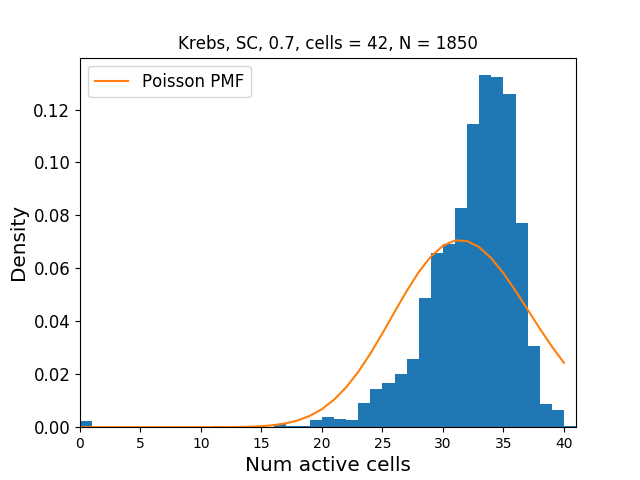 Krebs, SC, 0.7, cells = 42, N = 1850
Poisson PMF
0.12
0.10
0.08
0.06
0.04
0.02
0.00
Density
0 5 10 15 20 25 30 35 40
Num active cells